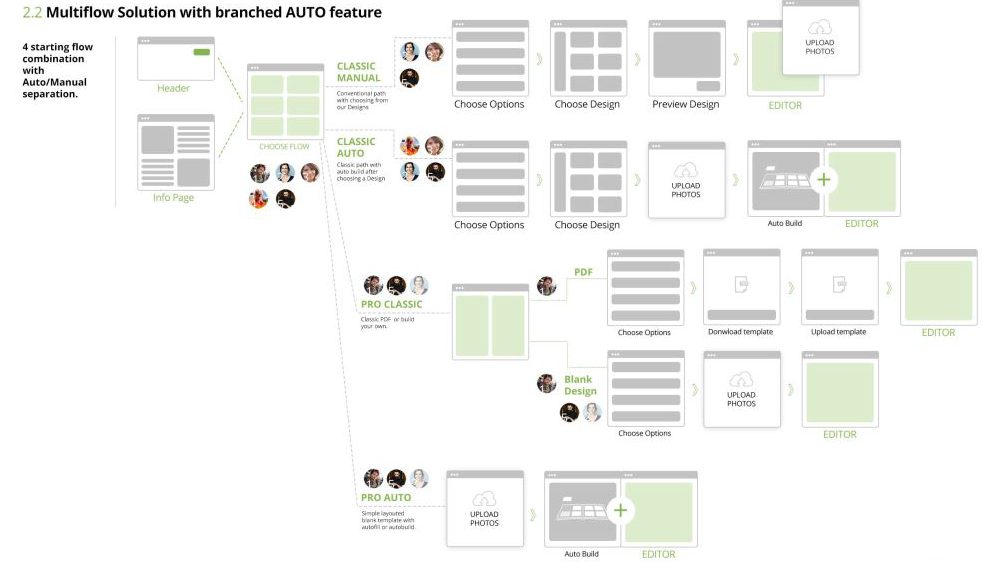 2.2 Multiflow Solution with branched AUTO feature
4 starting flow
combination
with
Auto/Manual
separation.
Header
Info Page
CHOOSE FLOW
CLASSIC
MANUAL
Conventional path
with choosing from
our Designs
Choose Options
Choose Design
Preview Design
UPLOAD
PHOTOS
EDITOR
CLASSIC
AUTO
Classic path with
auto build after
choosing a Design
Choose Options
Choose Design
UPLOAD
PHOTOS
Auto Build
EDITOR
PRO CLASSIC
Classic PDF or build
your own.
PDF
Choose Options
Donwload template
Upload template
EDITOR
Blank
Design
Choose Options
UPLOAD
PHOTOS
EDITOR
PRO AUTO
Simple layouted
blank template with
autofill or autobuild.
UPLOAD
PHOTOS
Auto Build
EDITOR